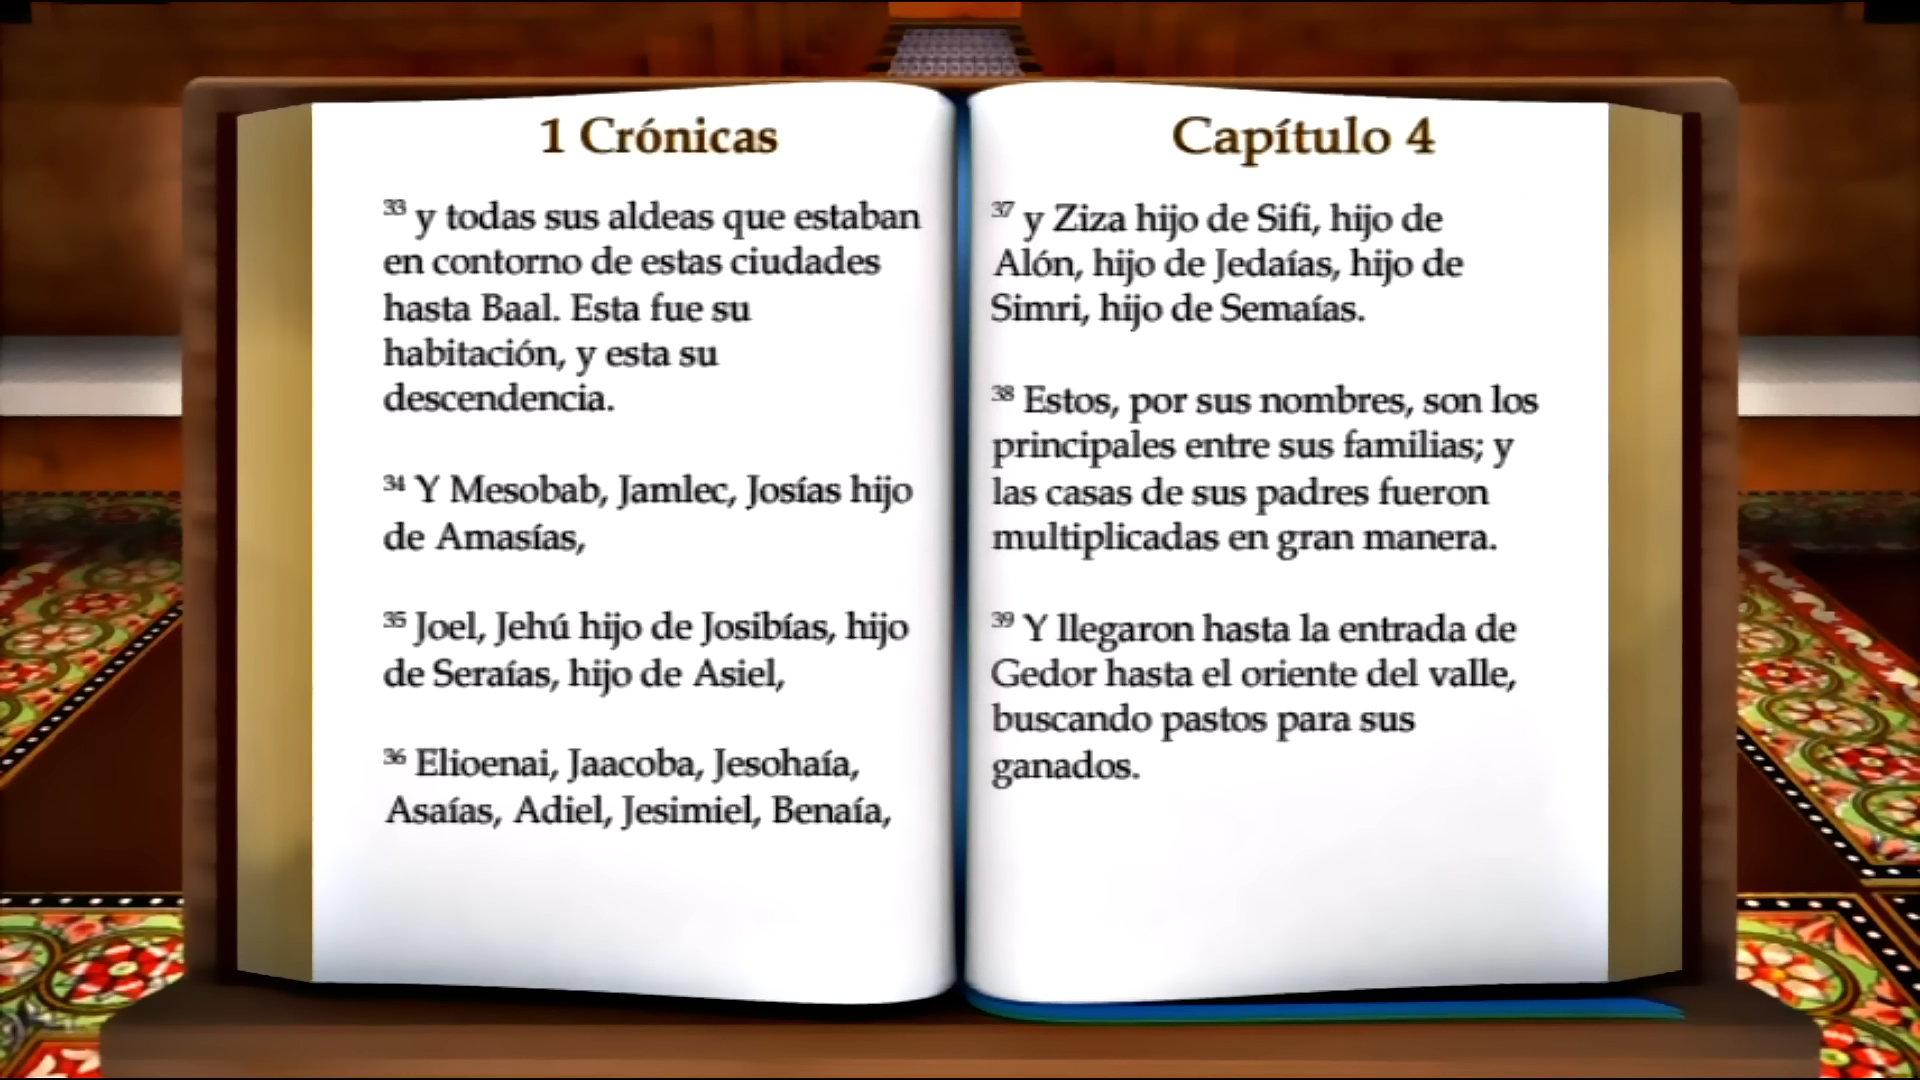 1 Crónicas
33 y todas sus aldeas que estaban
en contorno de estas ciudades
hasta Baal. Esta fue su
habitación, y esta su
descendencia.
34 Y Mesobab, Jamlec, Josías hijo
de Amasías,
35 Joel, Jehú hijo de Josibías, hijo
de Seraías, hijo de Asiel,
36 Elioenai, Jaacoba, Jesohaía,
Asaías, Adiel, Jesimiel, Benaía,
Capítulo 4
37 y Ziza hijo de Sifi, hijo de
Alón, hijo de Jedaías, hijo de
Simri, hijo de Semaías.
38 Estos, por sus nombres, son los
principales entre sus familias; y
las casas de sus padres fueron
multiplicadas en gran manera.
39 Y llegaron hasta la entrada de
Gedor hasta el oriente del valle,
buscando pastos para sus
ganados.